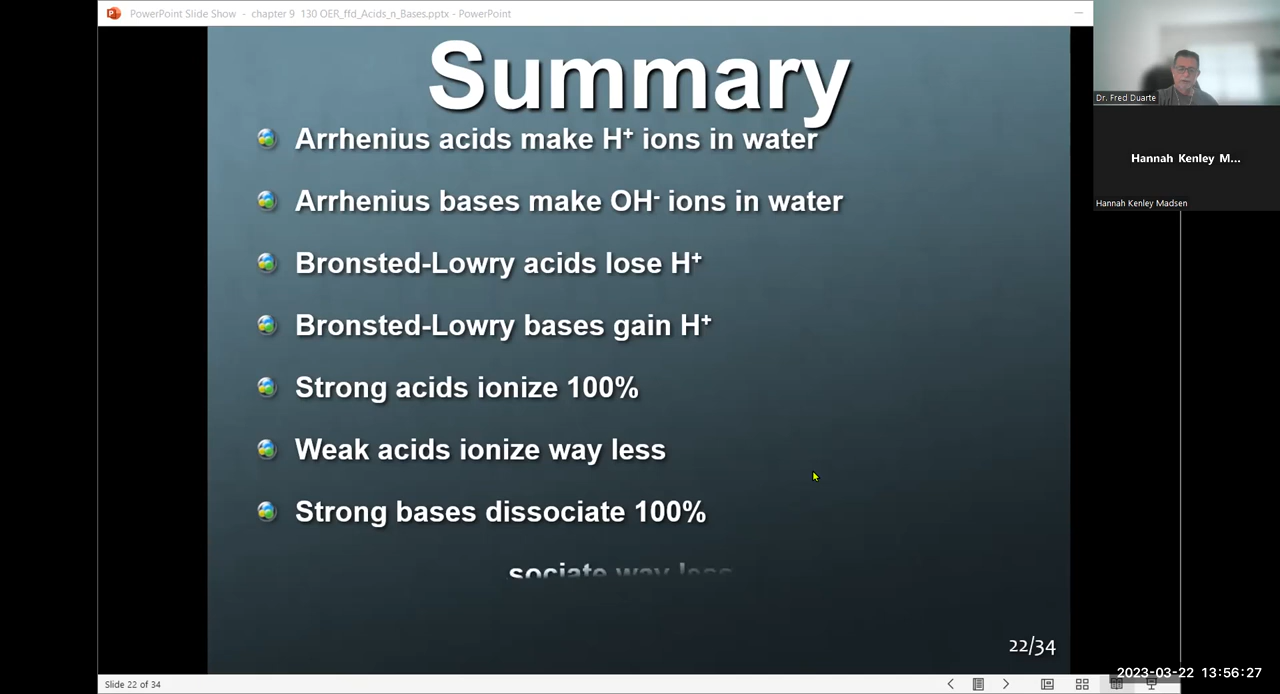 PowerPoint Slide Show - chapter 9 130 OER_ffd_Acids_n_Bases.pptx - PowerPoint
Summary
Arrhenius acids make H⁺ ions in water
Arrhenius bases make OH⁻ ions in water
Bronsted-Lowry acids lose H⁺
Bronsted-Lowry bases gain H⁺
Strong acids ionize 100%
Weak acids ionize way less
Strong bases dissociate 100%
sociate way less
22/34
Slide 22 of 34
Dr. Fred Duarte
Hannah Kenley M...
Hannah Kenley Madsen
2023-03-22 13:56:27